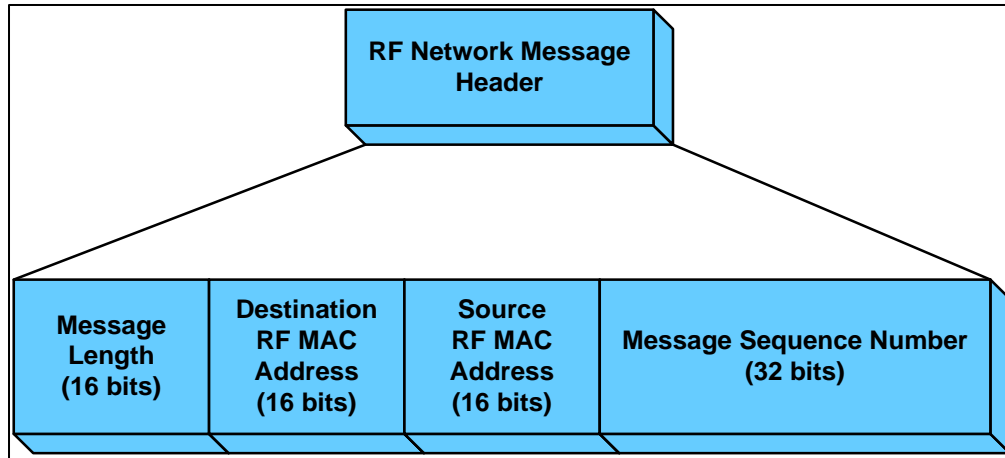 RF Network Message
Header
Message
Length
(16 bits)
Destination
RF MAC
Address
(16 bits)
Source
RF MAC
Address
(16 bits)
Message Sequence Number
(32 bits)